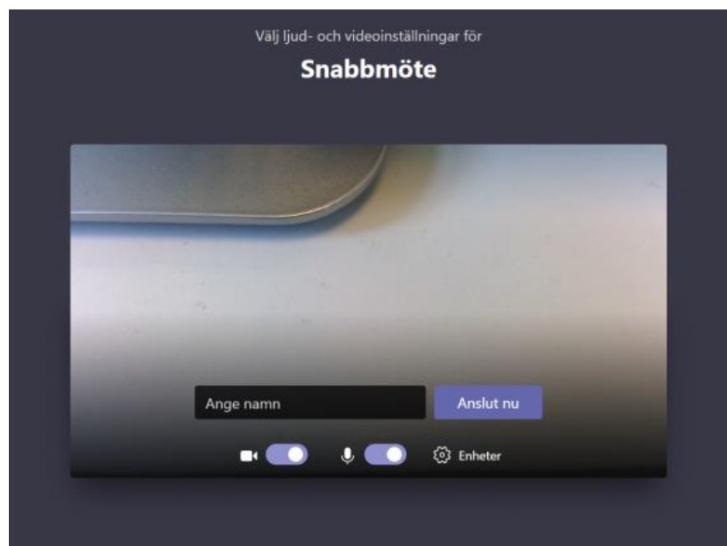 Välj ljud- och videoinställningar för
Snabbmöte
Ange namn
Anslut nu
Enheter